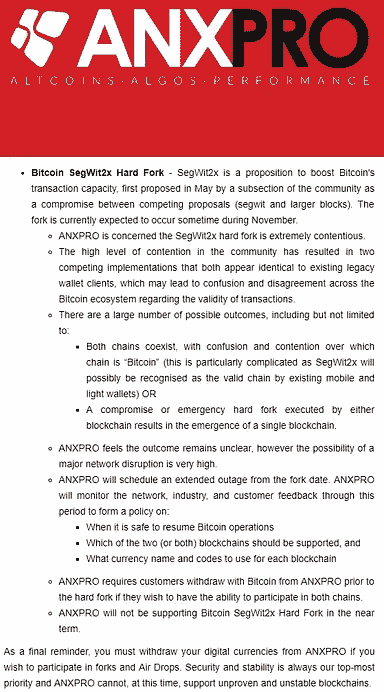 ANXPRO
ALTCOINS·ALGOS·PERFORMANCE
• Bitcoin SegWit2x Hard Fork - SegWit2x is a proposition to boost Bitcoin's
transaction capacity, first proposed in May by a subsection of the community as
a compromise between competing proposals (segwit and larger blocks). The
fork is currently expected to occur sometime during November.
◦ ANXPRO is concerned the SegWit2x hard fork is extremely contentious.
◦ The high level of contention in the community has resulted in two
competing implementations that both appear identical to existing legacy
wallet clients, which may lead to confusion and disagreement across the
Bitcoin ecosystem regarding the validity of transactions.
◦ There are a large number of possible outcomes, including but not limited
to:
▪ Both chains coexist, with confusion and contention over which
chain is “Bitcoin” (this is particularly complicated as SegWit2x will
possibly be recognised as the valid chain by existing mobile and
light wallets) OR
▪ A compromise or emergency hard fork executed by either
blockchain results in the emergence of a single blockchain.
◦ ANXPRO feels the outcome remains unclear, however the possibility of a
major network disruption is very high.
◦ ANXPRO will schedule an extended outage from the fork date. ANXPRO
will monitor the network, industry, and customer feedback through this
period to form a policy on:
▪ When it is safe to resume Bitcoin operations
▪ Which of the two (or both) blockchains should be supported, and
▪ What currency name and codes to use for each blockchain
◦ ANXPRO requires customers withdraw with Bitcoin from ANXPRO prior to
the hard fork if they wish to have the ability to participate in both chains.
◦ ANXPRO will not be supporting Bitcoin SegWit2x Hard Fork in the near
term.
As a final reminder, you must withdraw your digital currencies from ANXPRO if you
wish to participate in forks and Air Drops. Security and stability is always our top-most
priority and ANXPRO cannot, at this time, support unproven and unstable blockchains.